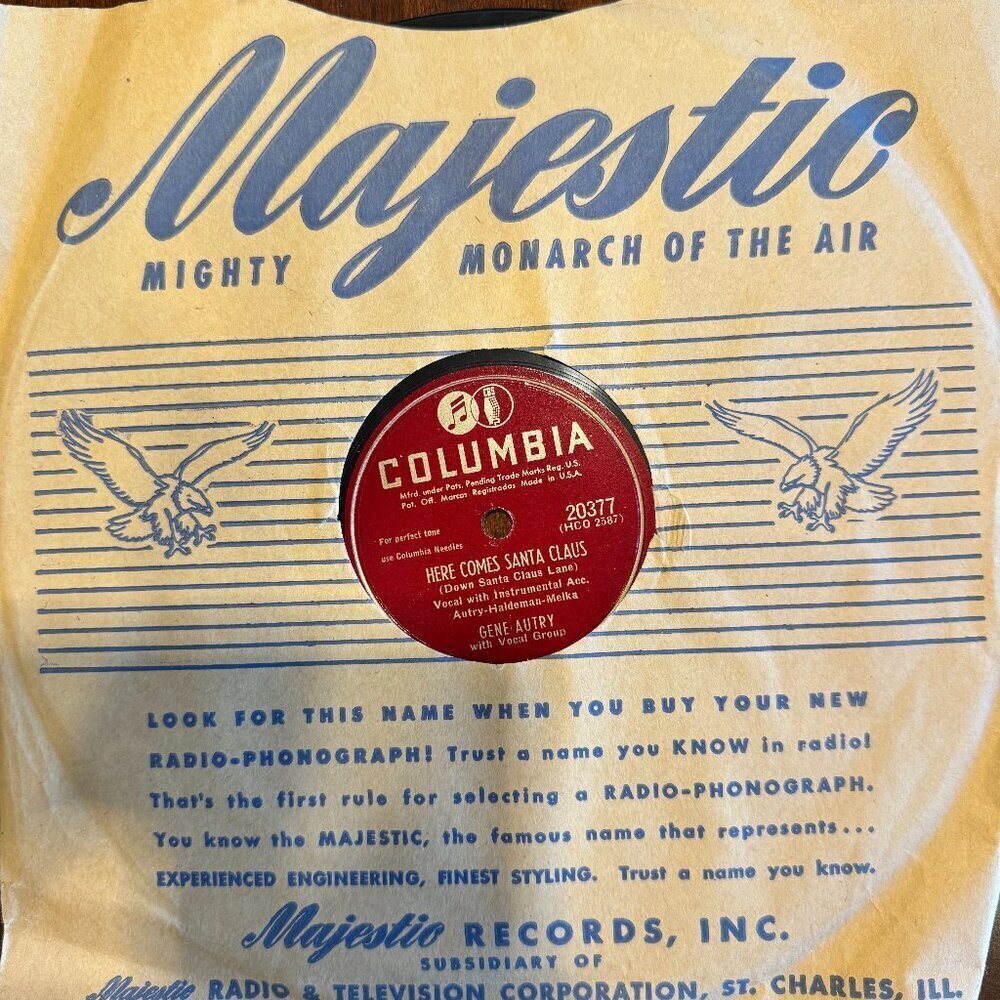 Majestic
MIGHTY MONARCH OF THE AIR
CBS
COLUMBIA
Mfrd. under Pats. Pending Trade Marks Reg. U.S.
Pat. Off. Marcas Registradas Made in U.S.A.
20377
(HCO 2587)
For perfect tone
use Columbia Needles
HERE COMES SANTA CLAUS
(Down Santa Claus Lane)
Vocal with Instrumental Acc.
Autry-Haldeman-Melka
GENE AUTRY
with Vocal Group
LOOK FOR THIS NAME WHEN YOU BUY YOUR NEW
RADIO-PHONOGRAPH! Trust a name you KNOW in radio!
That's the first rule for selecting a RADIO-PHONOGRAPH.
You know the MAJESTIC, the famous name that represents...
EXPERIENCED ENGINEERING, FINEST STYLING. Trust a name you know.
Majestic RECORDS, INC.
SUBSIDIARY OF
Majestic RADIO & TELEVISION CORPORATION, ST. CHARLES, ILL.